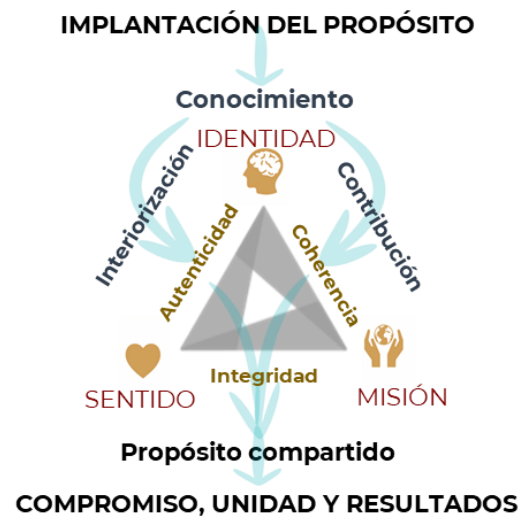 IMPLANTACIÓN DEL PROPÓSITO
Conocimiento
IDENTIDAD
Interiorización
Contribución
Autenticidad
Coherencia
Integridad
SENTIDO
MISIÓN
Propósito compartido
COMPROMISO, UNIDAD Y RESULTADOS